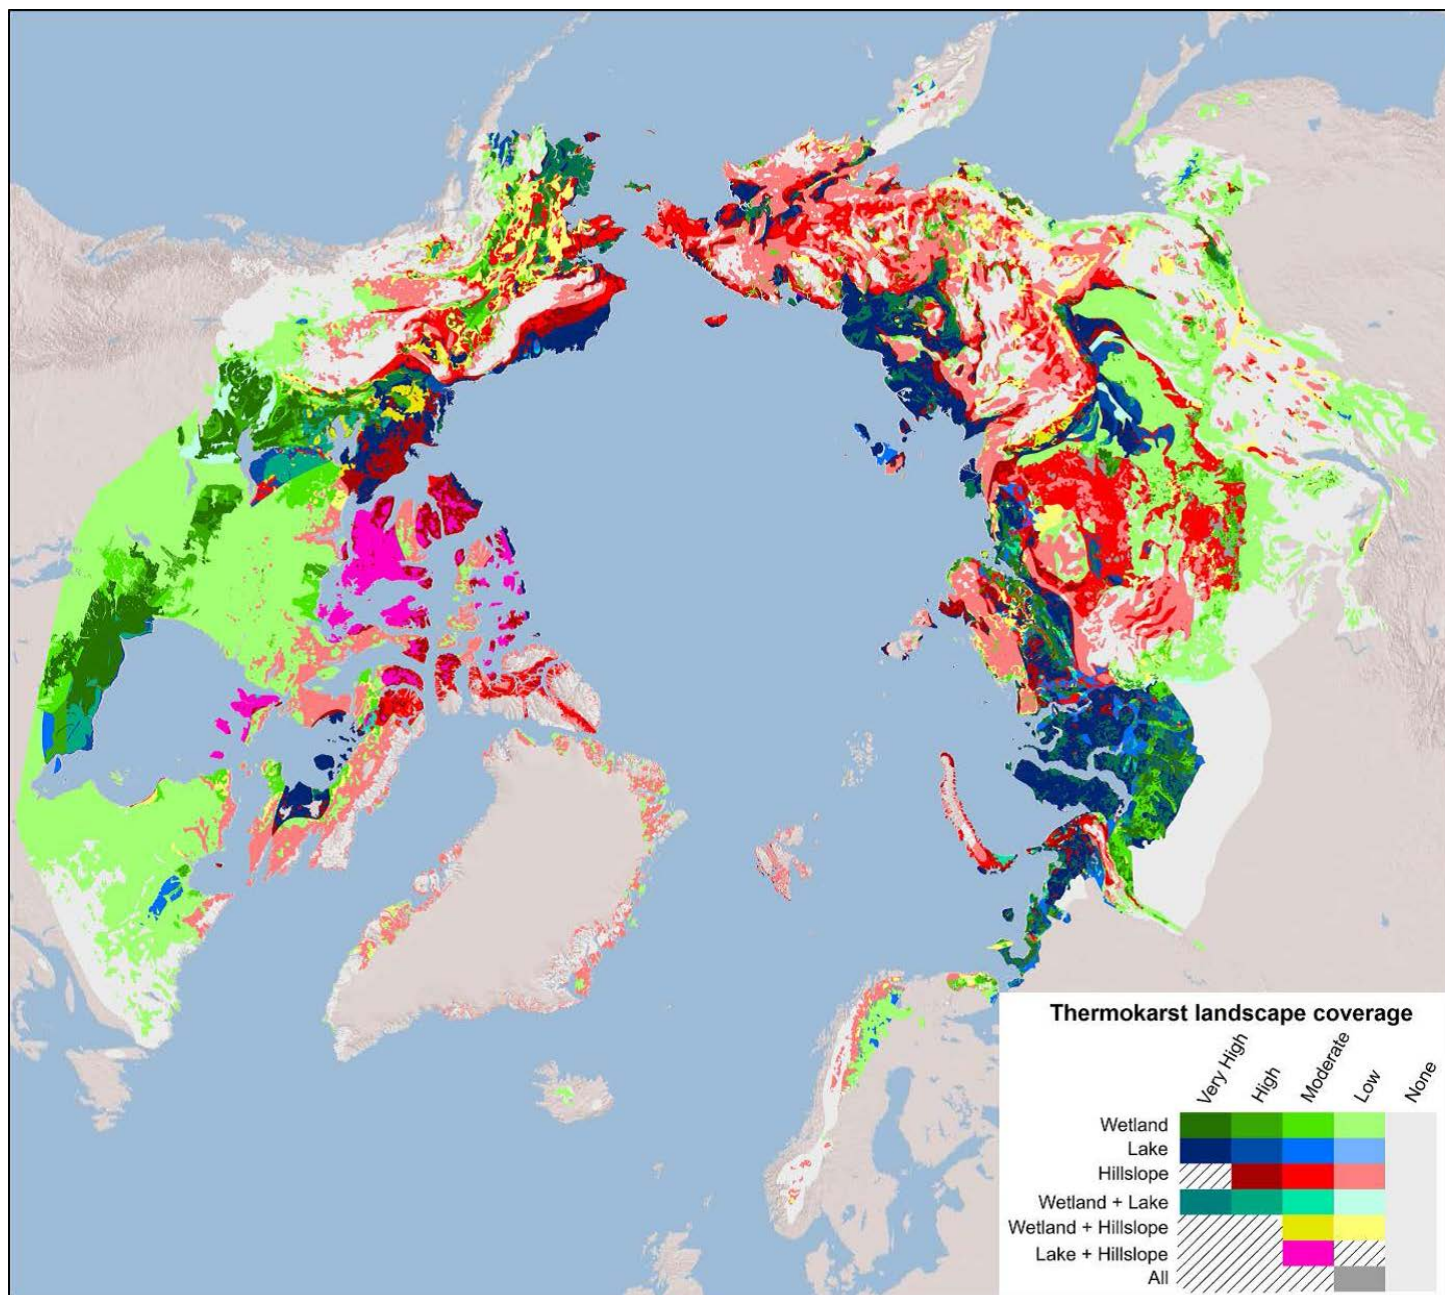 Thermokarst landscape coverage
Very High
High
Moderate
Low
None
Wetland
Lake
Hillslope
Wetland + Lake
Wetland + Hillslope
Lake + Hillslope
All